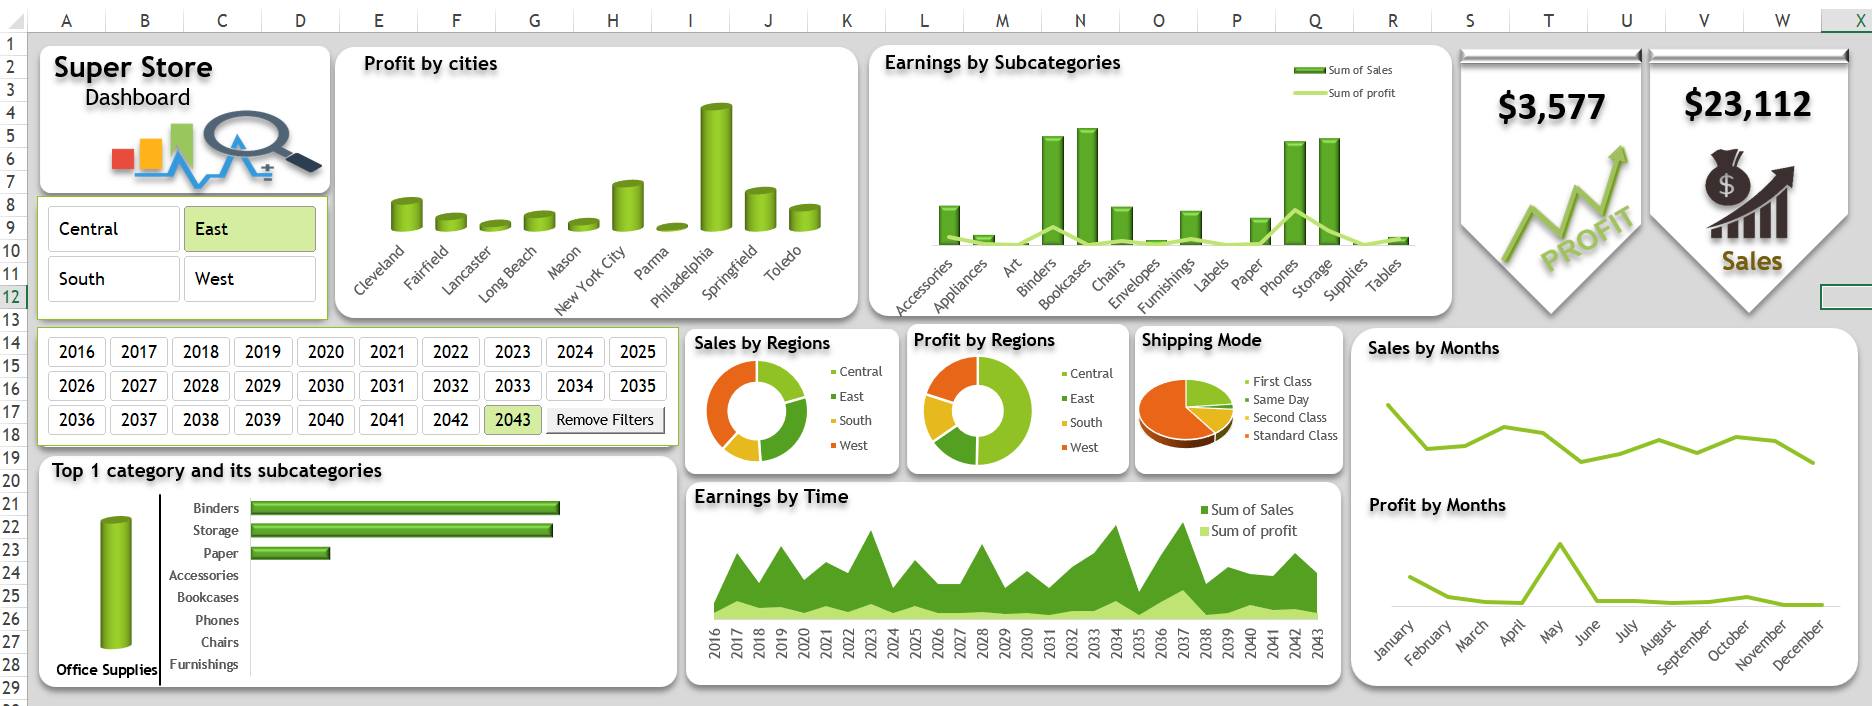 A B C D E F G H I J K L M N O P Q R S T U V W X
1
2
3
4
5
6
7
8
9
10
11
12
13
14
15
16
17
18
19
20
21
22
23
24
25
26
27
28
29
Super Store
Dashboard
Central East
South West
Profit by cities
Cleveland Fairfield Lancaster Long Beach Mason New York City Parma Philadelphia Springfield Toledo
Earnings by Subcategories
Sum of Sales
Sum of profit
Accessories Appliances Art Binders Bookcases Chairs Envelopes Furnishings Labels Paper Phones Storage Supplies Tables
$3,577
PROFIT
$23,112
$
Sales
2016 2017 2018 2019 2020 2021 2022 2023 2024 2025
2026 2027 2028 2029 2030 2031 2032 2033 2034 2035
2036 2037 2038 2039 2040 2041 2042 2043 Remove Filters
Sales by Regions
Central
East
South
West
Profit by Regions
Central
East
South
West
Shipping Mode
First Class
Same Day
Second Class
Standard Class
Sales by Months
Profit by Months
January February March April May June July August September October November December
Top 1 category and its subcategories
Office Supplies
Binders
Storage
Paper
Accessories
Bookcases
Phones
Chairs
Furnishings
Earnings by Time
Sum of Sales
Sum of profit
2016 2017 2018 2019 2020 2021 2022 2023 2024 2025 2026 2027 2028 2029 2030 2031 2032 2033 2034 2035 2036 2037 2038 2039 2040 2041 2042 2043